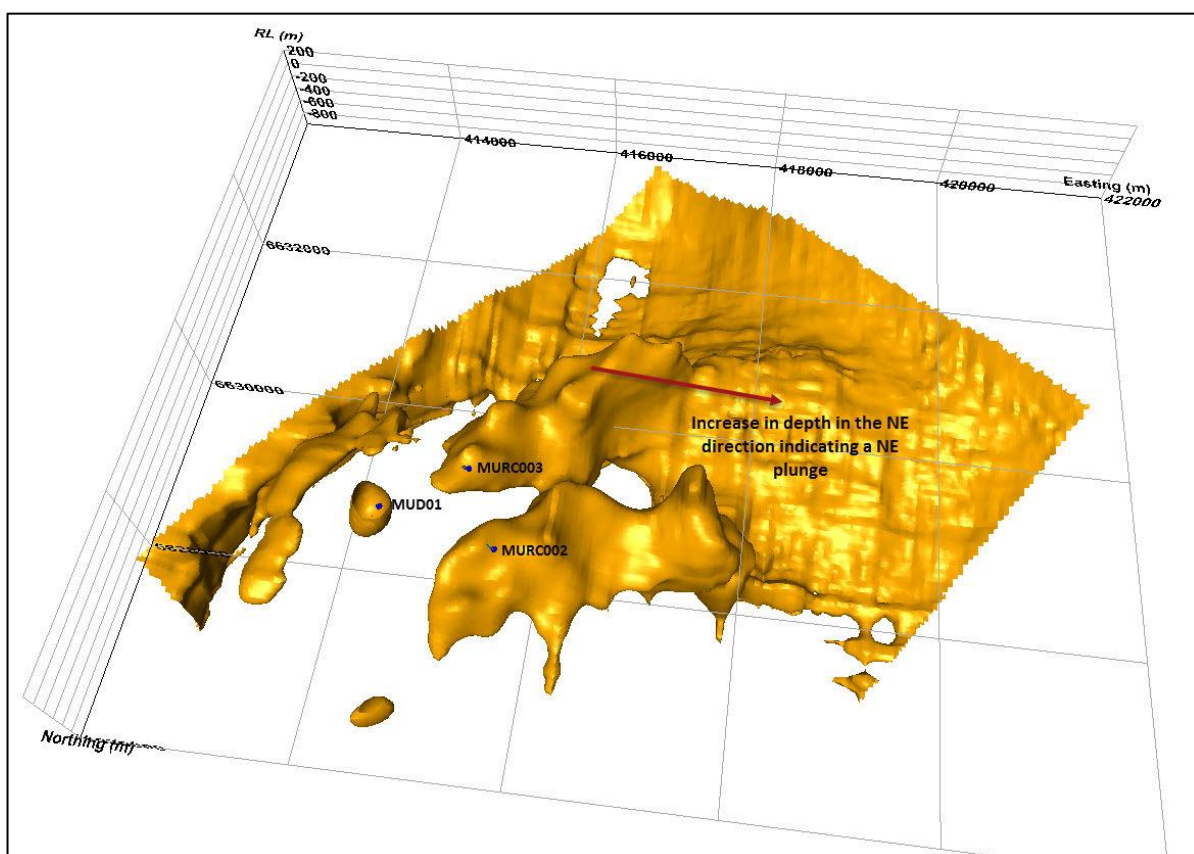 RL (m)
200
0
-200
-400
-600
-800
414000
416000
418000
420000
Easting (m)
422000
6632000
6630000
Increase in depth in the NE
direction indicating a NE
plunge
MURC003
MUD01
MURC002
Northing (m)